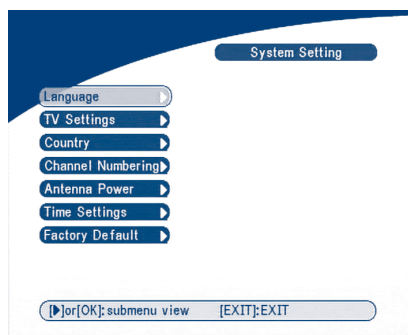 System Setting
Language
TV Settings
Country
Channel Numbering
Antenna Power
Time Settings
Factory Default
[▶]or[OK]:submenu view [EXIT]:EXIT